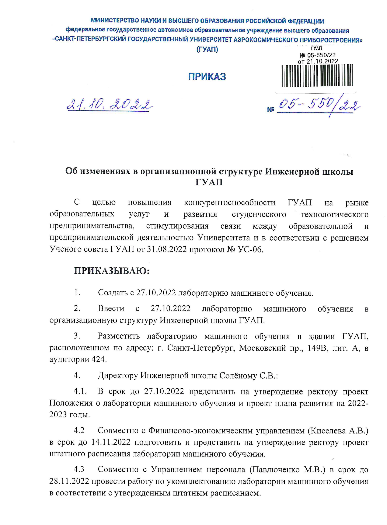 МИНИСТЕРСТВО НАУКИ И ВЫСШЕГО ОБРАЗОВАНИЯ РОССИЙСКОЙ ФЕДЕРАЦИИ
федеральное государственное автономное образовательное учреждение высшего образования
«САНКТ-ПЕТЕРБУРГСКИЙ ГОСУДАРСТВЕННЫЙ УНИВЕРСИТЕТ АЭРОКОСМИЧЕСКОГО ПРИБОРОСТРОЕНИЯ»
(ГУАП)
ГУАП
№ 05-550/22
от 21.10.2022
ПРИКАЗ
21.10.2022
№ 05-550/22
Об изменениях в организационной структуре Инженерной школы
ГУАП
С целью повышения конкурентоспособности ГУАП на рынке
образовательных услуг и развития студенческого технологического
предпринимательства, стимулирования связи между образовательной и
предпринимательской деятельностью Университета и в соответствии с решением
Ученого совета ГУАП от 31.08.2022 протокол № УС-06,
ПРИКАЗЫВАЮ:
1. Создать с 27.10.2022 лабораторию машинного обучения.
2. Ввести с 27.10.2022 лабораторию машинного обучения в
организационную структуру Инженерной школы ГУАП.
3. Разместить лабораторию машинного обучения в здании ГУАП,
расположенном по адресу: г. Санкт-Петербург, Московский пр., 149В, лит. А, в
аудитории 424.
4. Директору Инженерной школы Солёному С.В.:
4.1. В срок до 27.10.2022 представить на утверждение ректору проект
Положения о лаборатории машинного обучения и проект плана развития на 2022-
2023 годы.
4.2 Совместно с Финансово-экономическим управлением (Киселева А.В.)
в срок до 14.11.2022 подготовить и представить на утверждение ректору проект
штатного расписания лаборатории машинного обучения.
4.3 Совместно с Управлением персонала (Павлюченко М.В.) в срок до
28.11.2022 провести работу по укомплектованию лаборатории машинного обучения
в соответствии с утвержденным штатным расписанием.